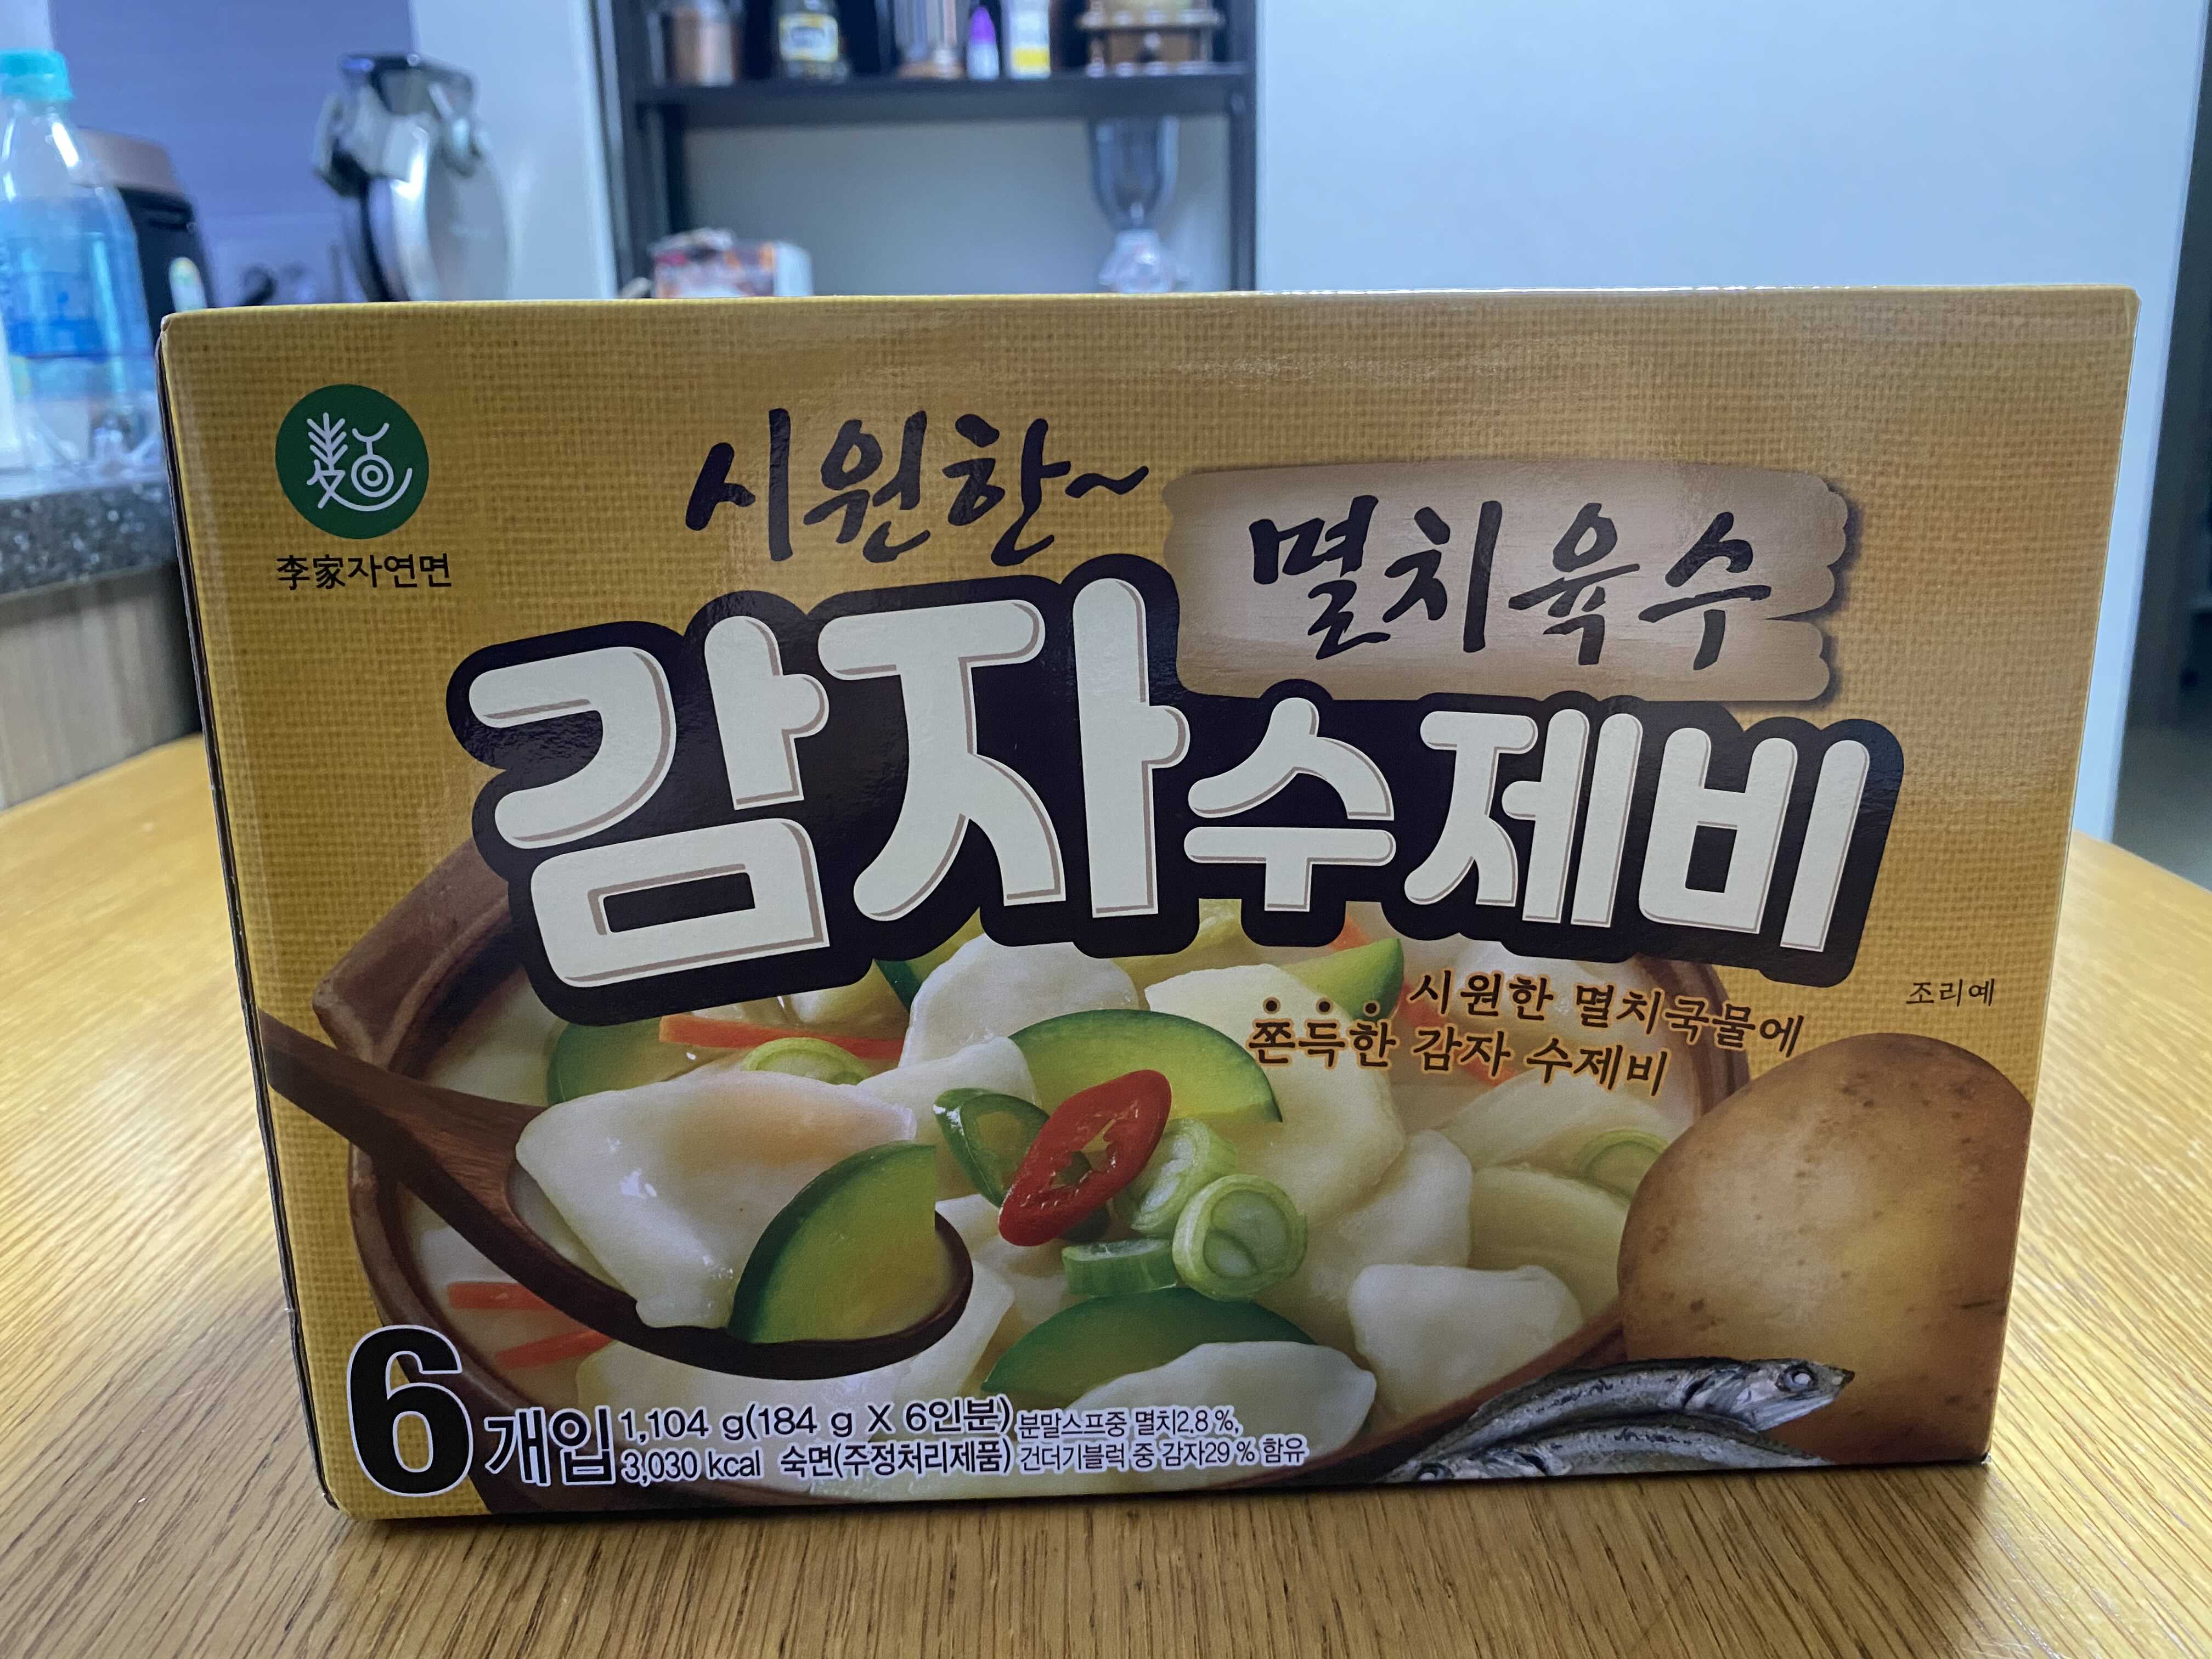 麵
李家자연면
시원한~
멸치육수
감자수제비
시원한 멸치국물에
쫀득한 감자 수제비
조리예
6개입
1,104 g(184 g X 6인분) 분말스프중 멸치2.8 %,
3,030 kcal 숙면(주정처리제품) 건더기블럭 중 감자29 % 함유